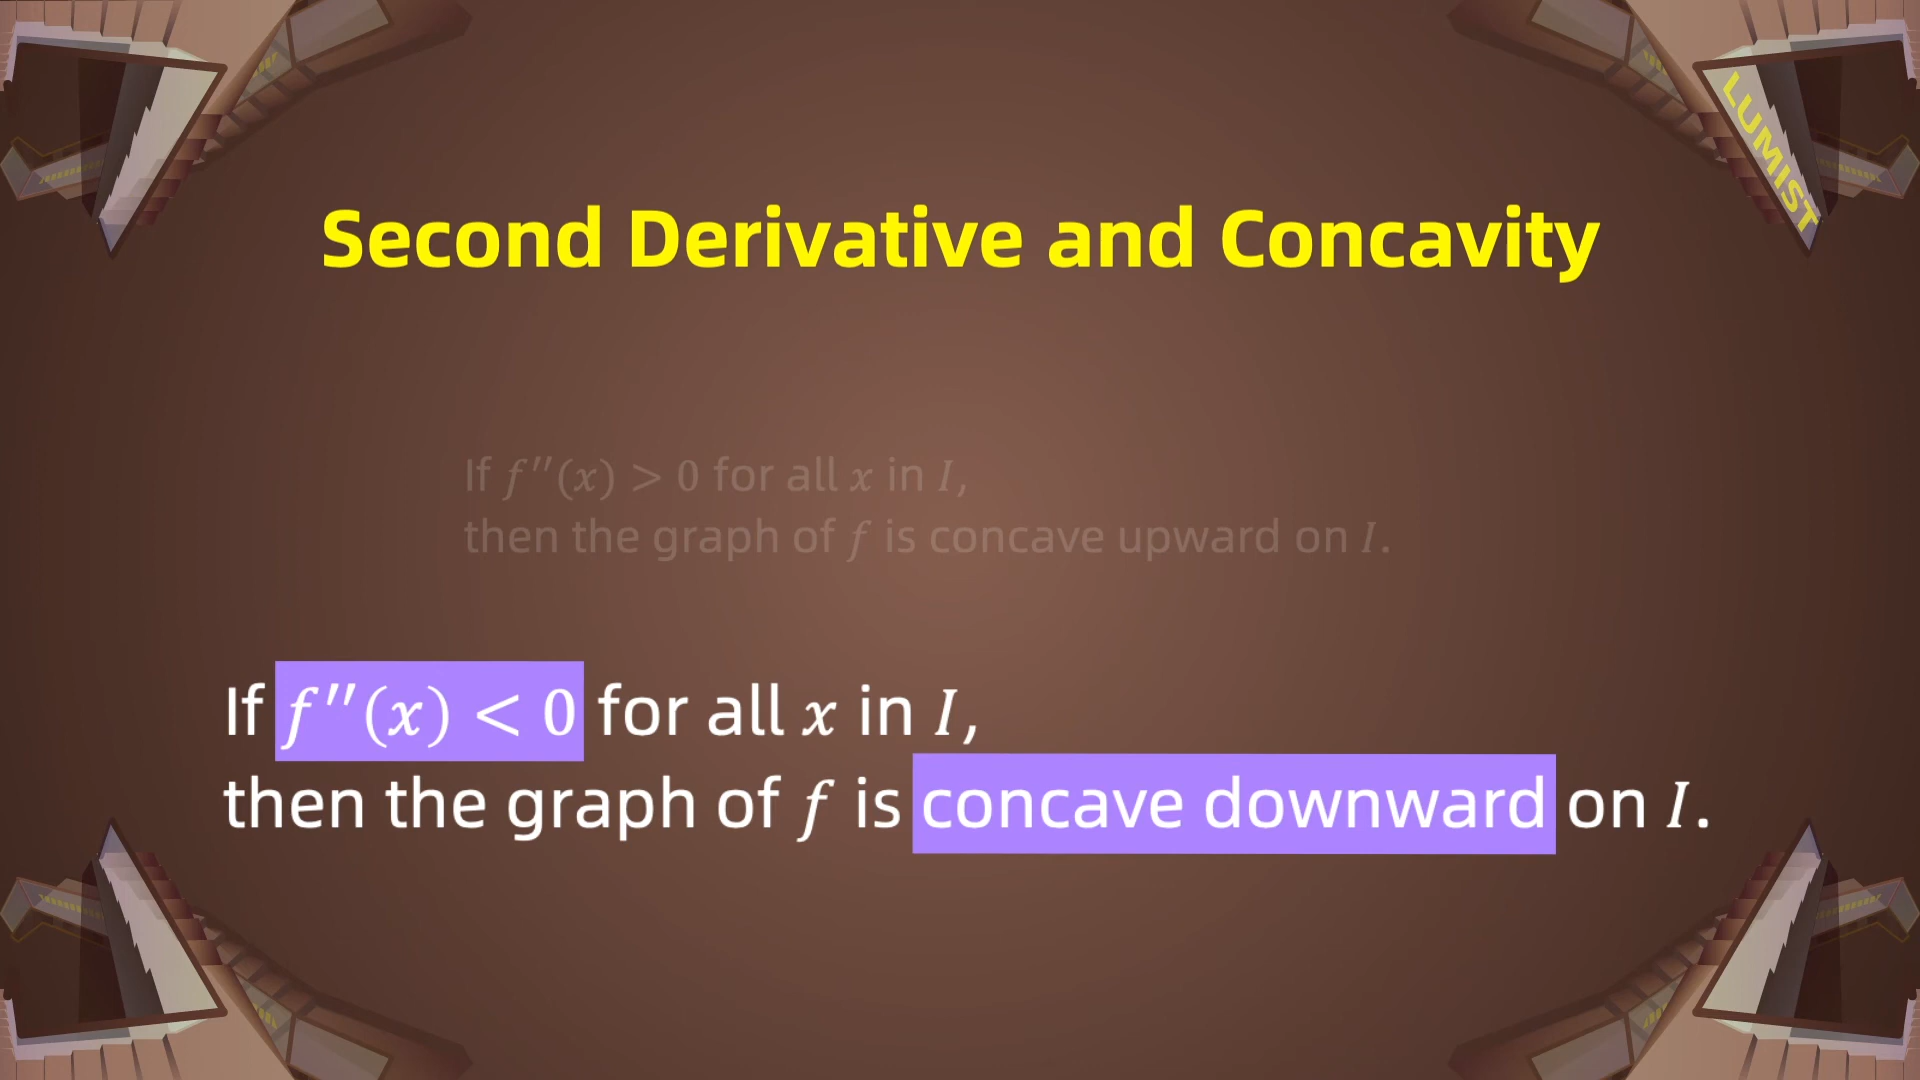 LUMIST
Second Derivative and Concavity
If f″(x) > 0 for all x in I,
then the graph of f is concave upward on I.
If f″(x) < 0 for all x in I,
then the graph of f is concave downward on I.